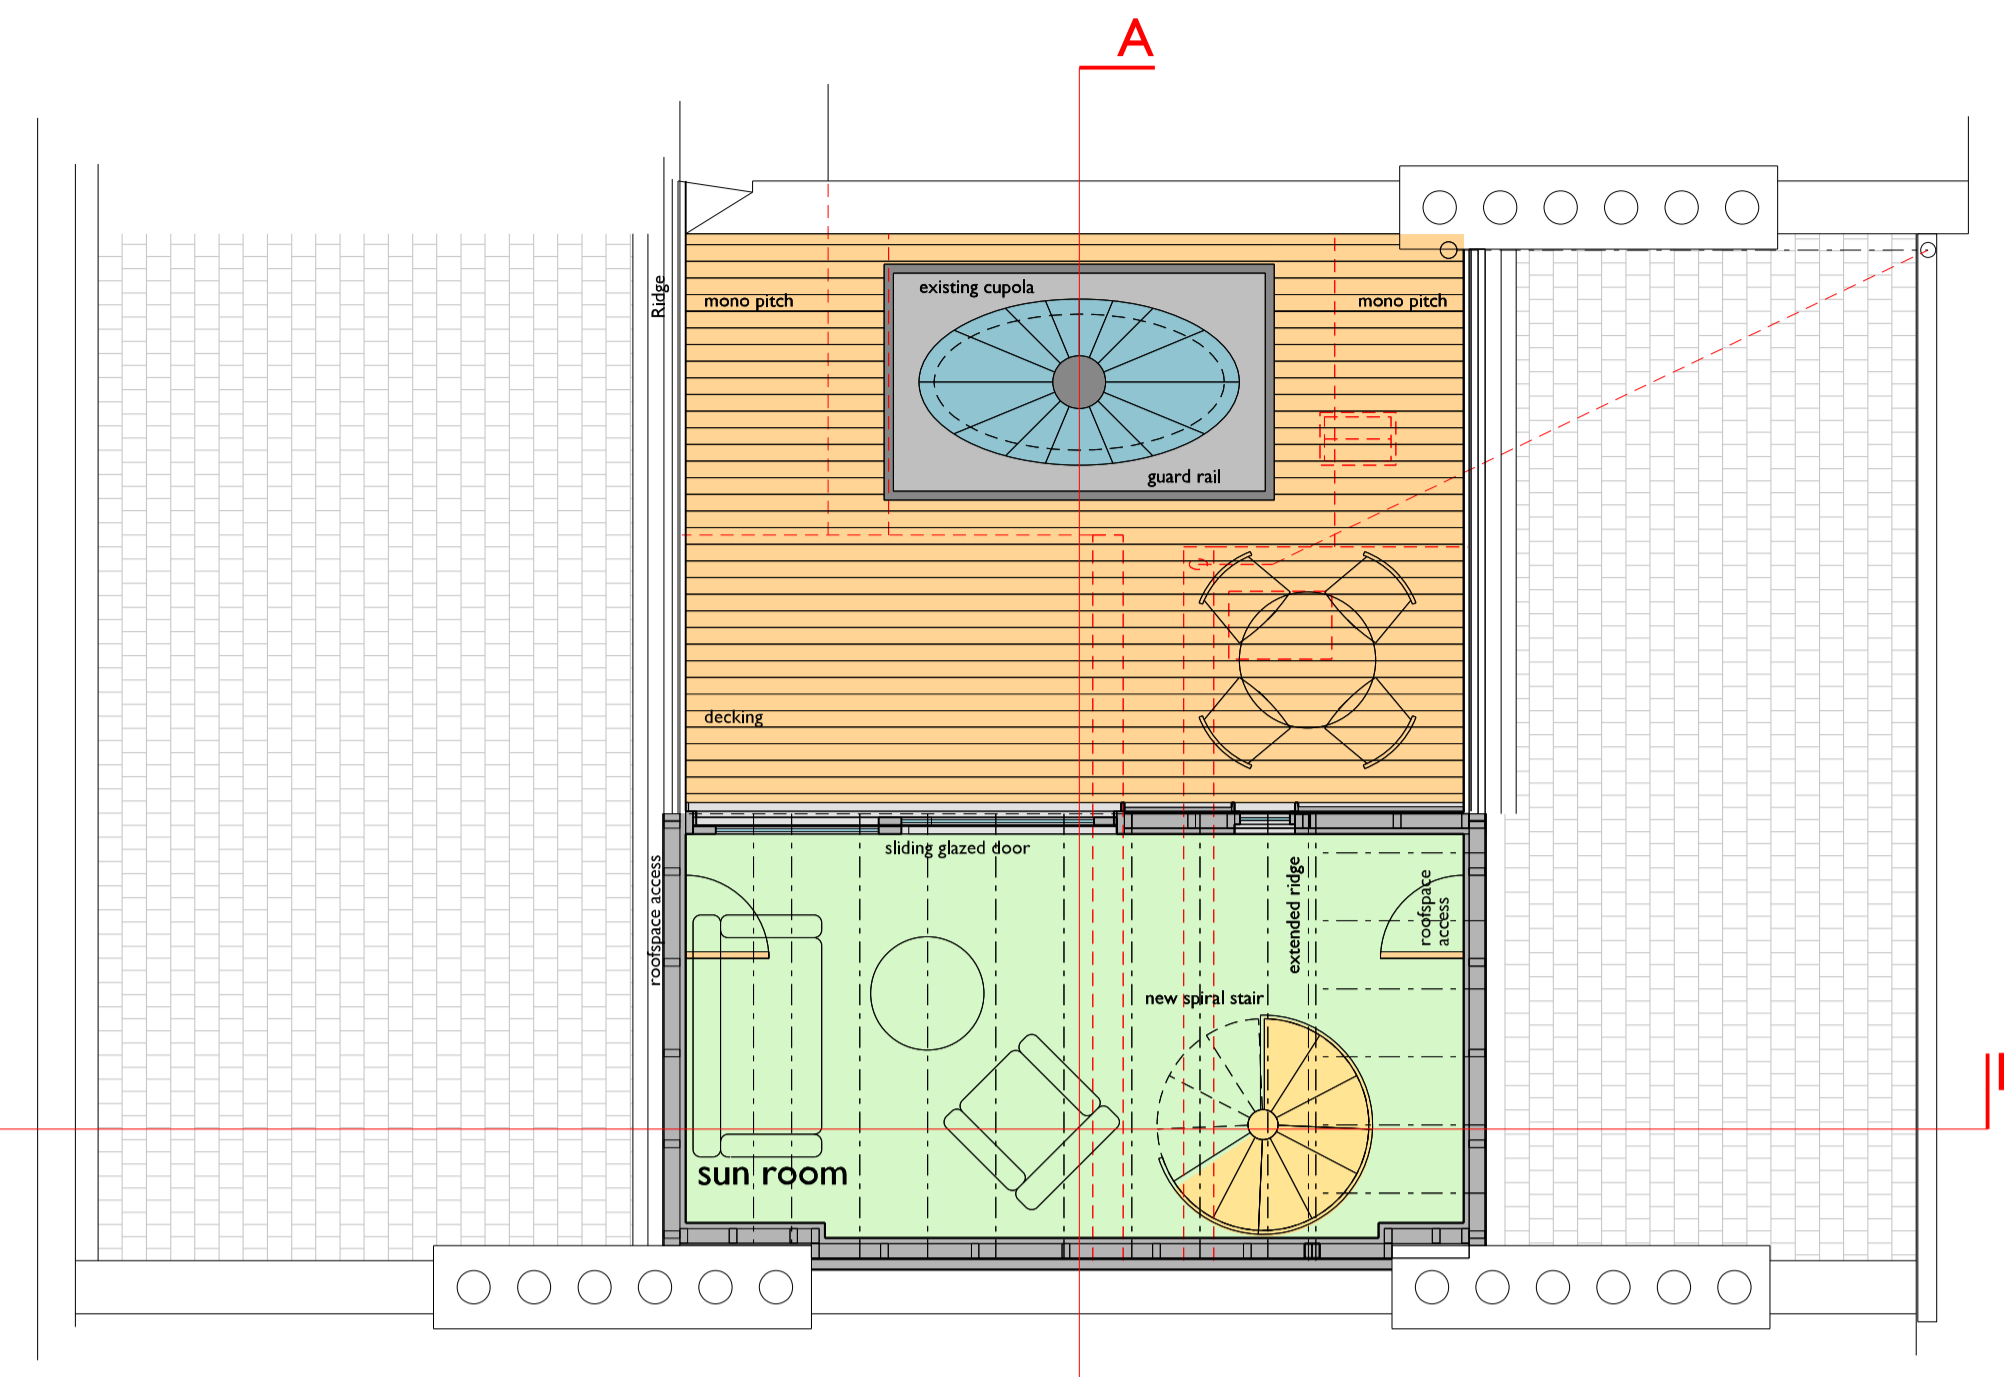 A
Ridge
existing cupola
mono pitch
mono pitch
guard rail
decking
sliding glazed door
roofspace access
extended ridge
roofspace
access
new spiral stair
sun room